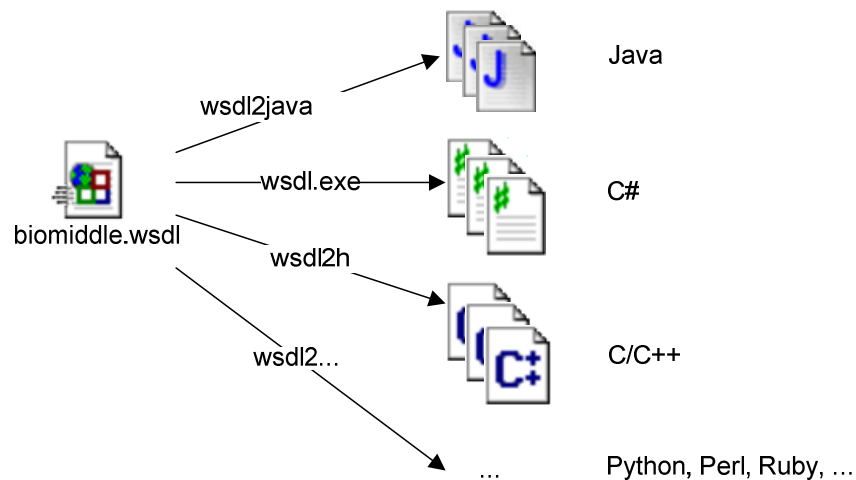 Java
wsdl2java
wsdl.exe
C#
biomiddle.wsdl
wsdl2h
C/C++
wsdl2...
... Python, Perl, Ruby, ...